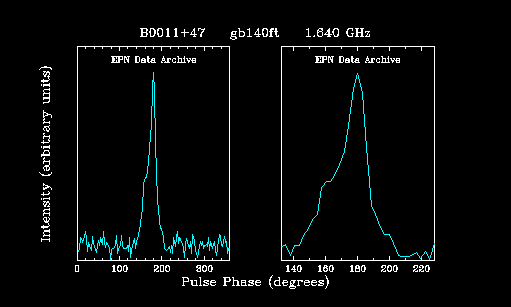 B0011+47 gb140ft 1.640 GHz
EPN Data Archive EPN Data Archive
Intensity (arbitrary units)
0 100 200 300 140 160 180 200 220
Pulse Phase (degrees)